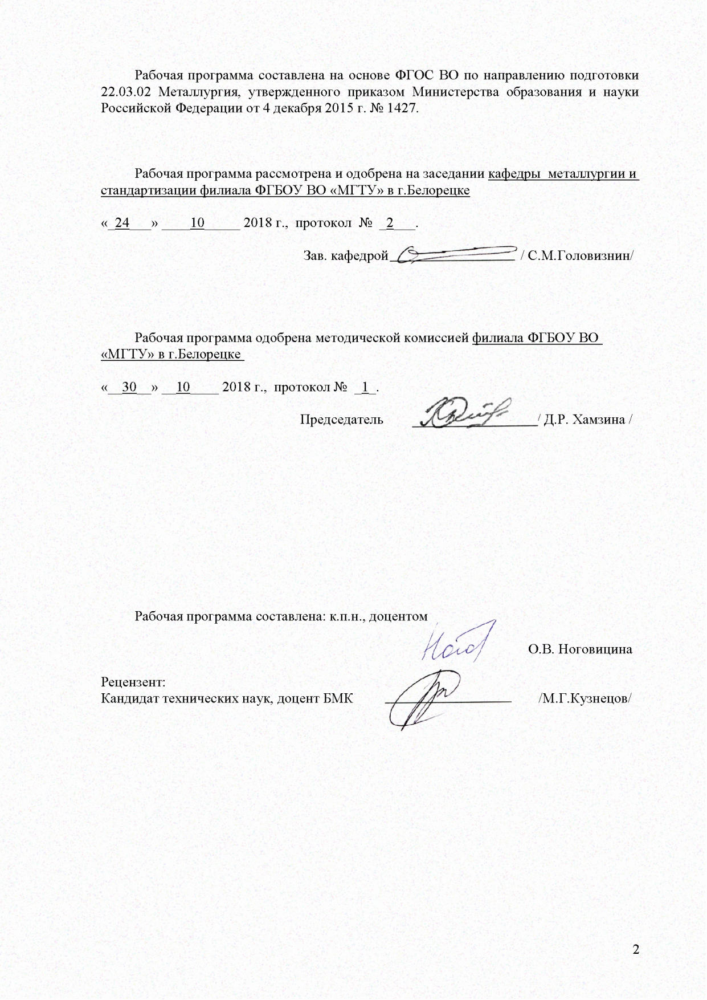 Рабочая программа составлена на основе ФГОС ВО по направлению подготовки
22.03.02 Металлургия, утвержденного приказом Министерства образования и науки
Российской Федерации от 4 декабря 2015 г. № 1427.
Рабочая программа рассмотрена и одобрена на заседании кафедры металлургии и
стандартизации филиала ФГБОУ ВО «МГТУ» в г.Белорецке
«_24___» ____10_____ 2018 г., протокол № _2___.
Зав. кафедрой / С.М.Головизнин/
Рабочая программа одобрена методической комиссией филиала ФГБОУ ВО
«МГТУ» в г.Белорецке
«__30__» __10____ 2018 г., протокол № _1_.
Председатель / Д.Р. Хамзина /
Рабочая программа составлена: к.п.н., доцентом
О.В. Ноговицина
Рецензент:
Кандидат технических наук, доцент БМК /М.Г.Кузнецов/
2